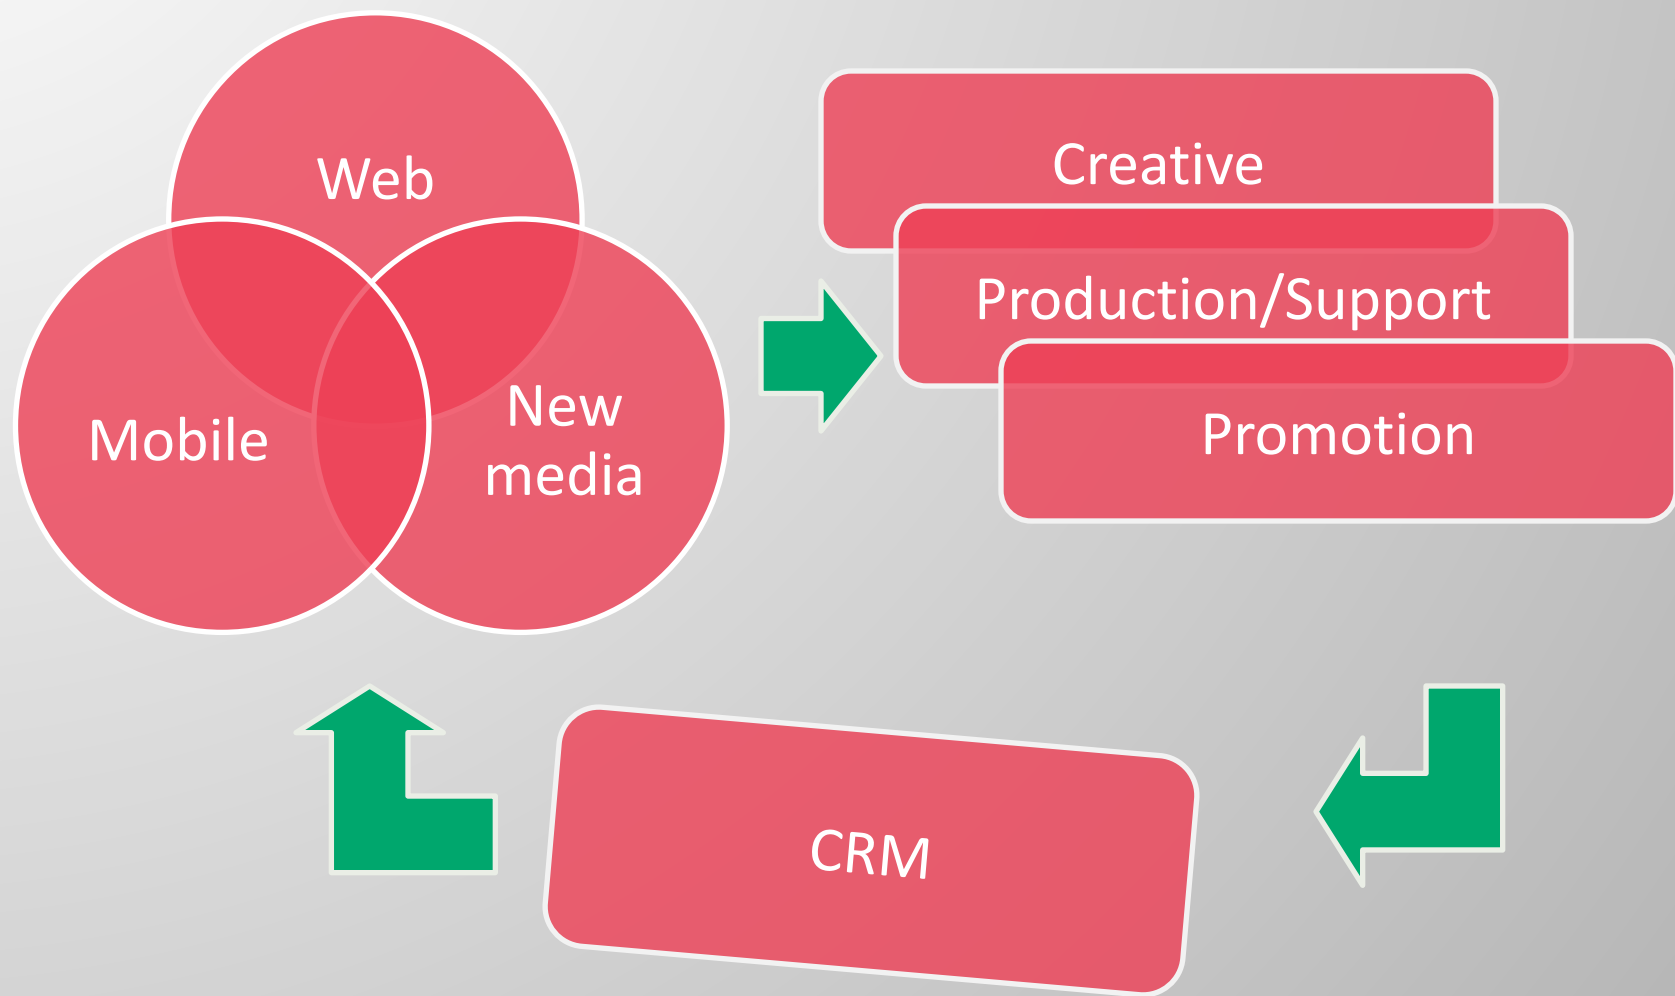 Web
Mobile
New
media
Creative
Production/Support
Promotion
CRM